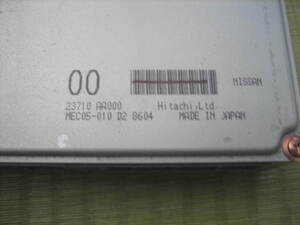 00
NISSAN
23710 AA000 Hitachi,Ltd.
MEC05-010 D2 8604 MADE IN JAPAN